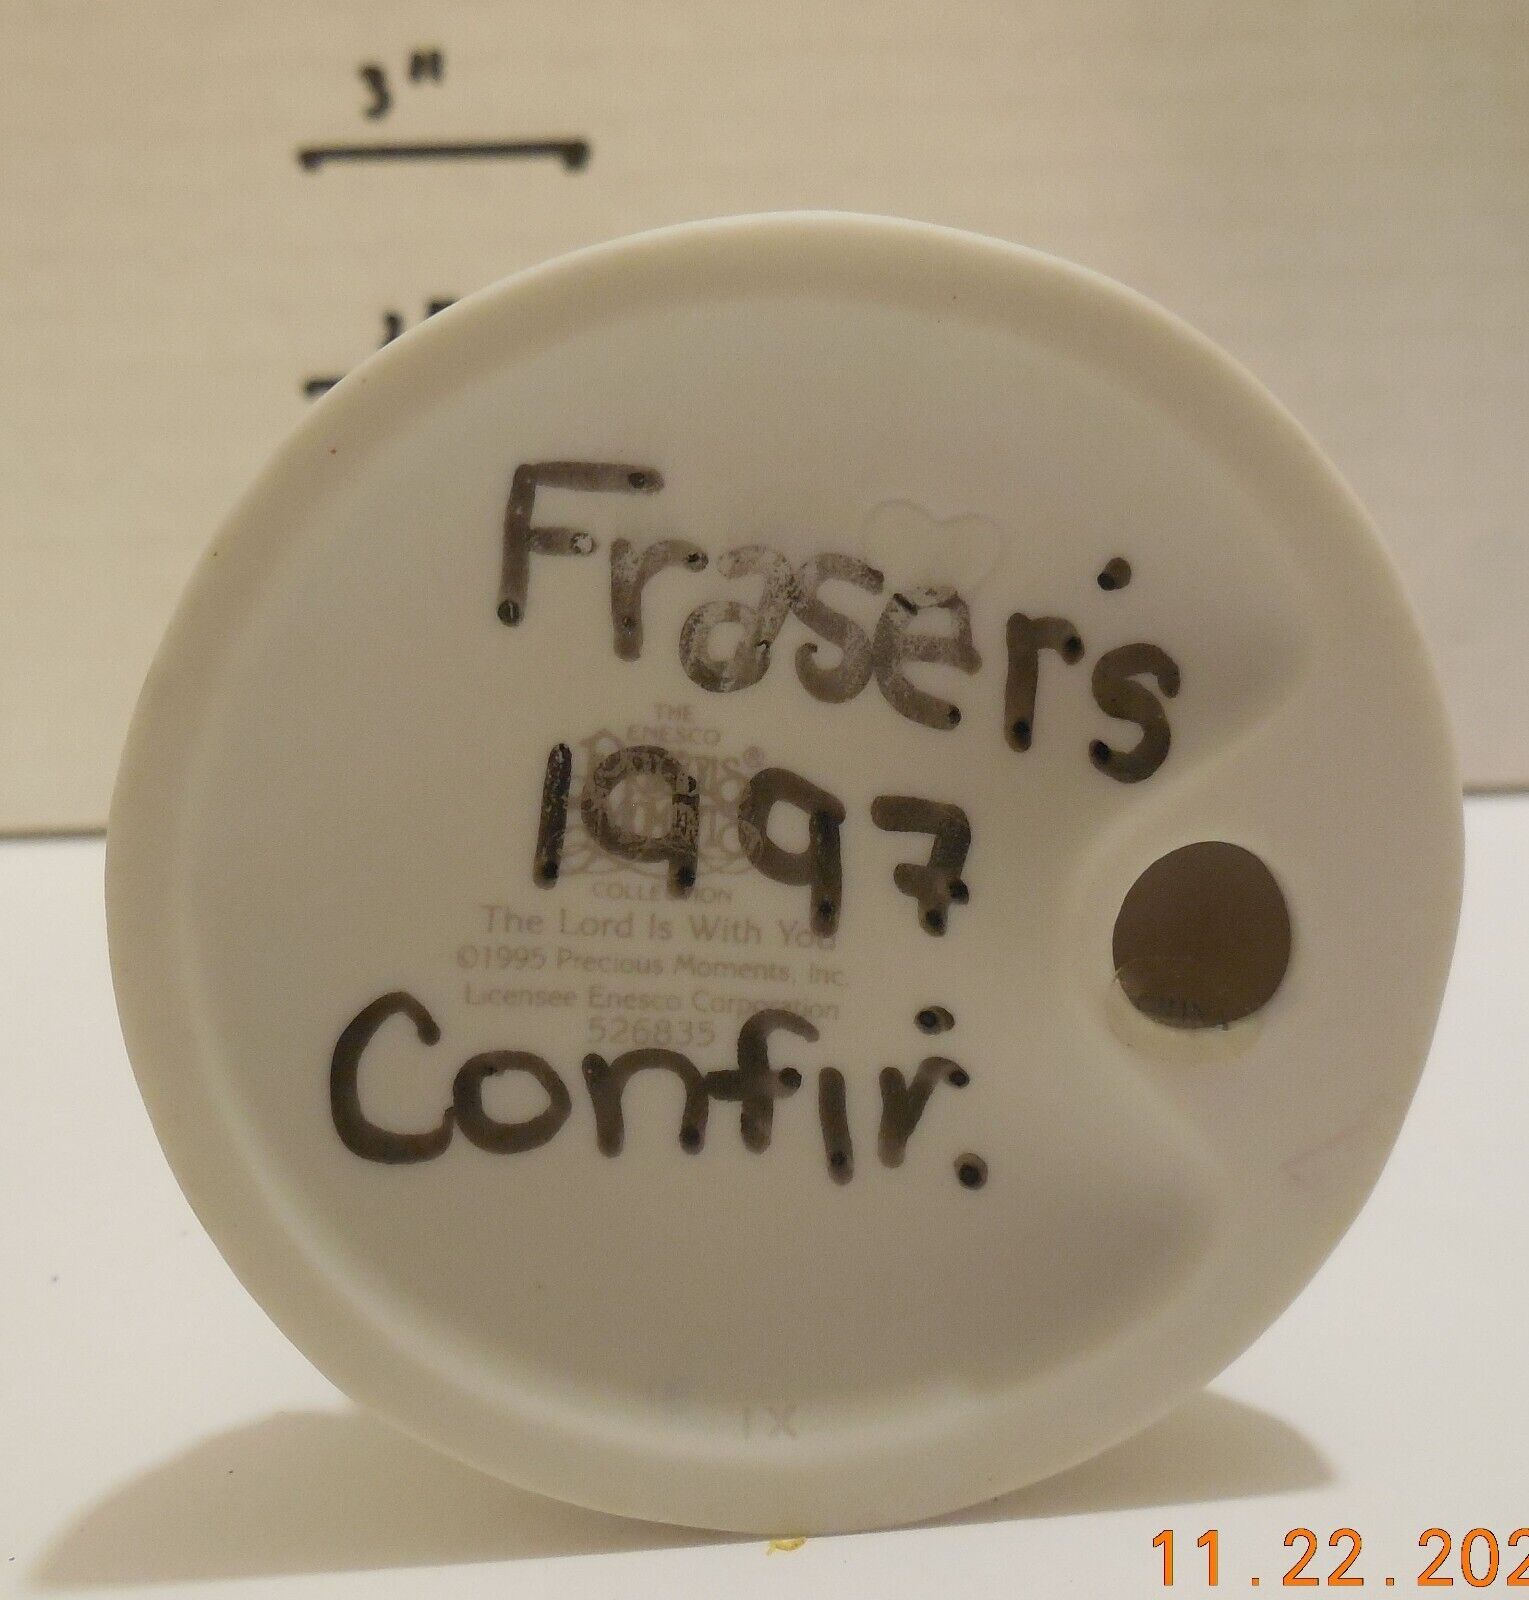 3"
Fraser's
THE
ENESCO
1997
COLLECTION
The Lord Is With You
©1995 Precious Moments, Inc.
Licensee Enesco Corporation
526835
Confir.
CHINA
11.22.202